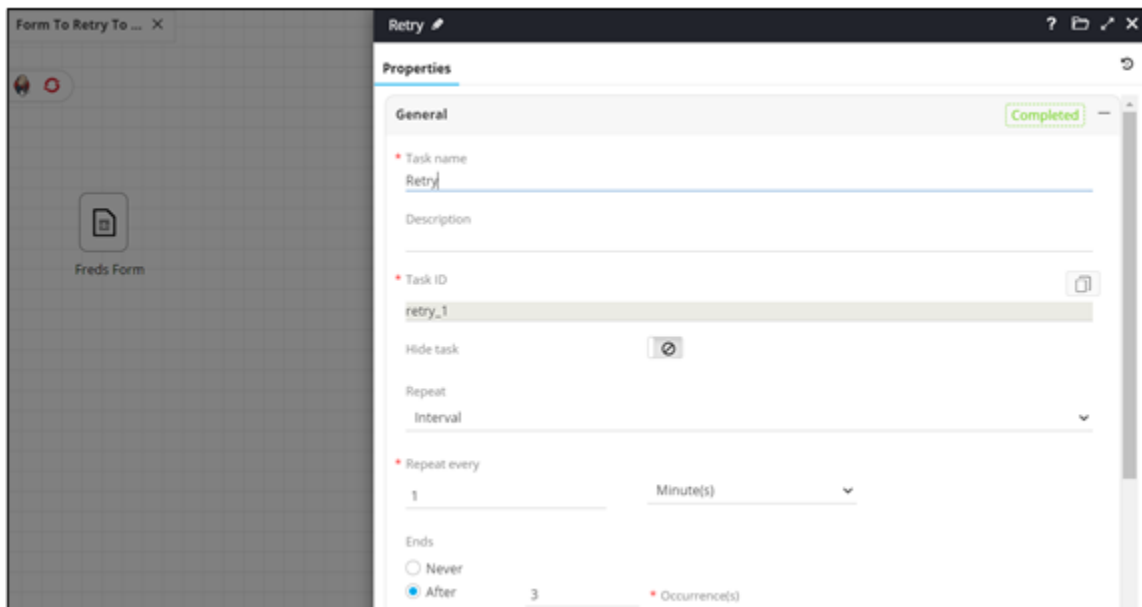 Form To Retry To ...
Retry
Properties
General
Completed
* Task name
Retry
Description
* Task ID
retry_1
Hide task
Repeat
Interval
* Repeat every
1
Minute(s)
Ends
Never
After
3
* Occurrence(s)
Freds Form